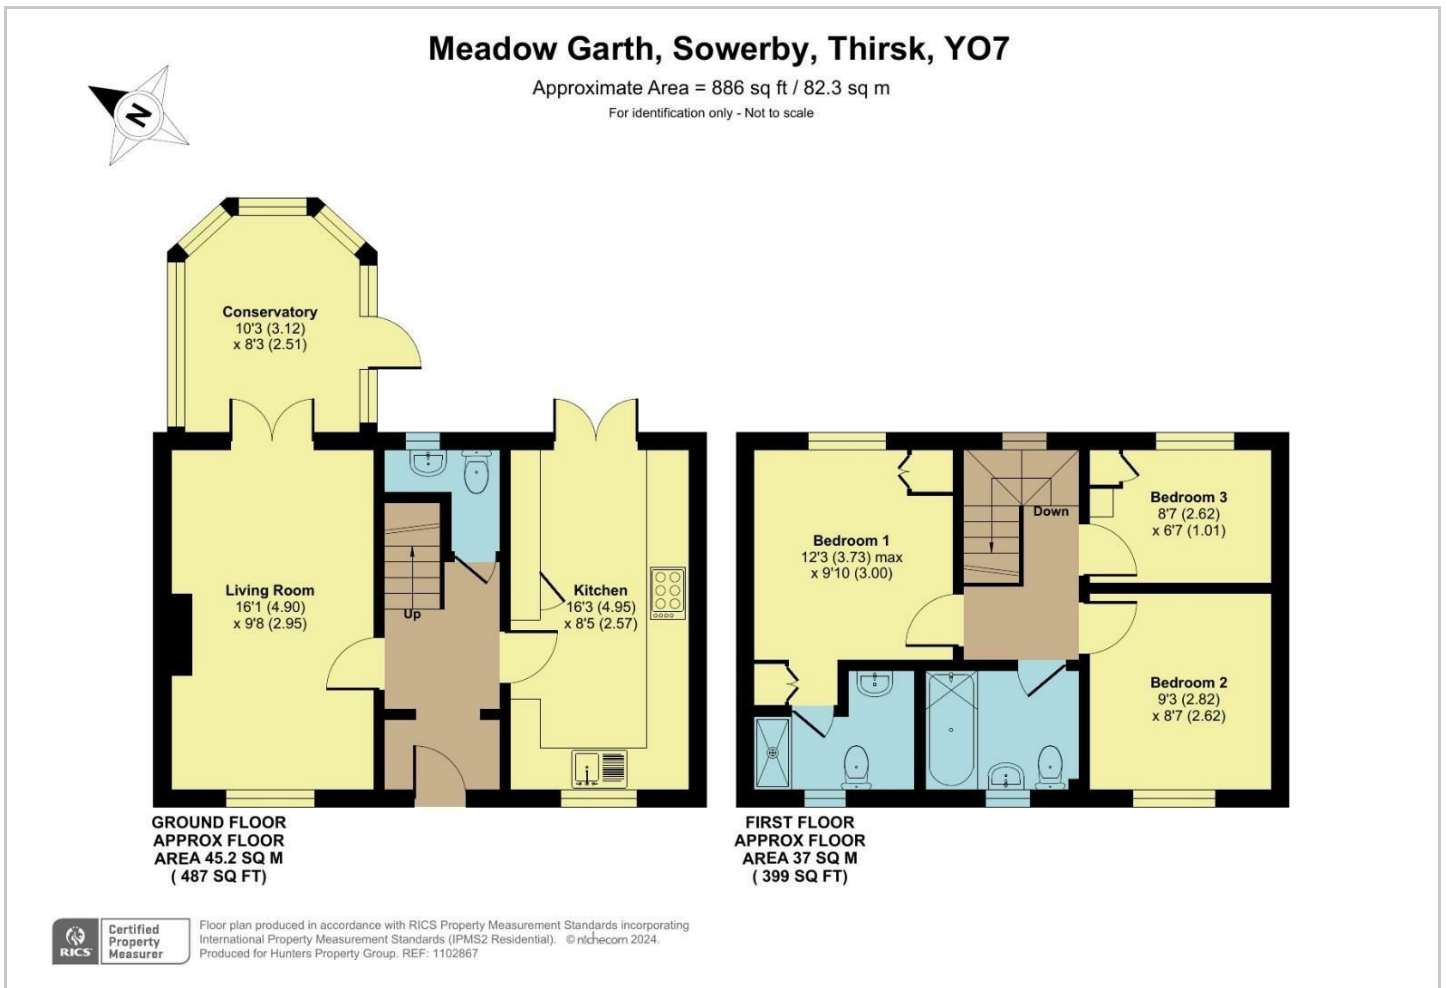 Meadow Garth, Sowerby, Thirsk, YO7
Approximate Area = 886 sq ft / 82.3 sq m
For identification only - Not to scale
N
Conservatory
10'3 (3.12)
x 8'3 (2.51)
Living Room
16'1 (4.90)
x 9'8 (2.95)
Up
Kitchen
16'3 (4.95)
x 8'5 (2.57)
Bedroom 1
12'3 (3.73) max
x 9'10 (3.00)
Down
Bedroom 3
8'7 (2.62)
x 6'7 (1.01)
Bedroom 2
9'3 (2.82)
x 8'7 (2.62)
GROUND FLOOR
APPROX FLOOR
AREA 45.2 SQ M
( 487 SQ FT)
FIRST FLOOR
APPROX FLOOR
AREA 37 SQ M
( 399 SQ FT)
RICS
Certified
Property
Measurer
Floor plan produced in accordance with RICS Property Measurement Standards incorporating
International Property Measurement Standards (IPMS2 Residential). © nichecom 2024.
Produced for Hunters Property Group. REF: 1102867